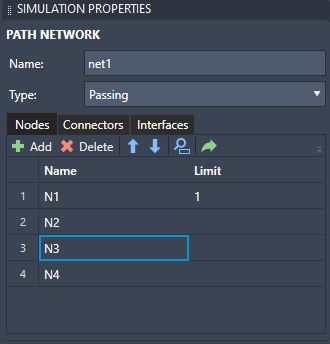 SIMULATION PROPERTIES
PATH NETWORK
Name: net1
Type: Passing
Nodes Connectors Interfaces
Add Delete
Name Limit
1 N1 1
2 N2
3 N3
4 N4